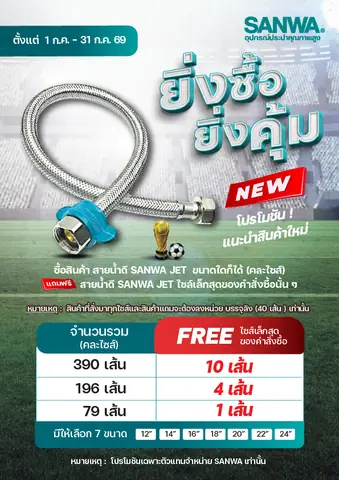 ตั้งแต่ 1 ก.ค. - 31 ก.ค. 69
SANWA®
อุปกรณ์ประปาคุณภาพสูง
ยิ่งซื้อ
ยิ่งคุ้ม
NEW
โปรโมชัน !
แนะนำสินค้าใหม่
ซื้อสินค้า สายน้ำดี SANWA JET ขนาดใดก็ได้ (คละไซส์)
แถมฟรี สายน้ำดี SANWA JET ไซส์เล็กสุดของคำสั่งซื้อนั้น ๆ
หมายเหตุ : สินค้าที่สั่งมาทุกไซส์และสินค้าแถมจะต้องลงหน่วย บรรจุลัง (40 เส้น ) เท่านั้น
จำนวนรวม
(คละไซส์)
FREE ไซส์เล็กสุด
ของคำสั่งซื้อ
390 เส้น 10 เส้น
196 เส้น 4 เส้น
79 เส้น 1 เส้น
มีให้เลือก 7 ขนาด 12" 14" 16" 18" 20" 22" 24"
หมายเหตุ : โปรโมชันเฉพาะตัวแทนจำหน่าย SANWA เท่านั้น